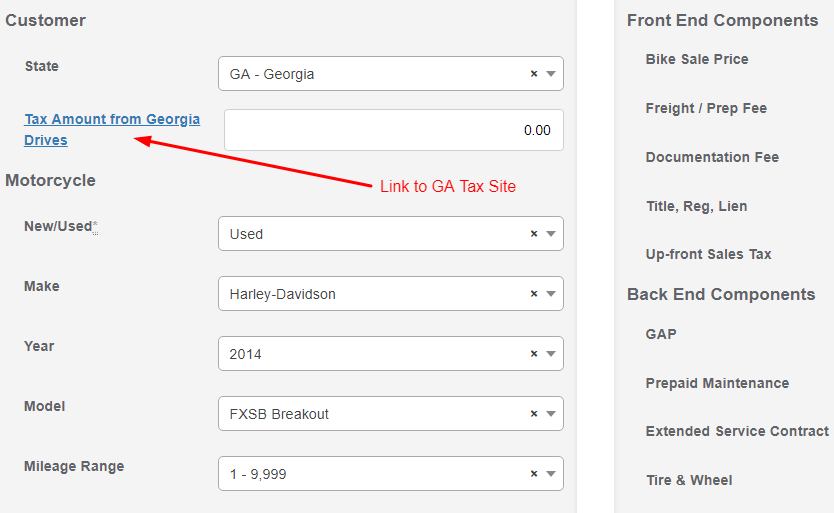 Customer
State
GA - Georgia
× 
Tax Amount from Georgia
Drives
0.00
Link to GA Tax Site
Motorcycle
New/Used*
Used
×
Make
Harley-Davidson
×
Year
2014
×
Model
FXSB Breakout
×
Mileage Range
1 - 9,999
×
Front End Components
Bike Sale Price
Freight / Prep Fee
Documentation Fee
Title, Reg, Lien
Up-front Sales Tax
Back End Components
GAP
Prepaid Maintenance
Extended Service Contract
Tire & Wheel